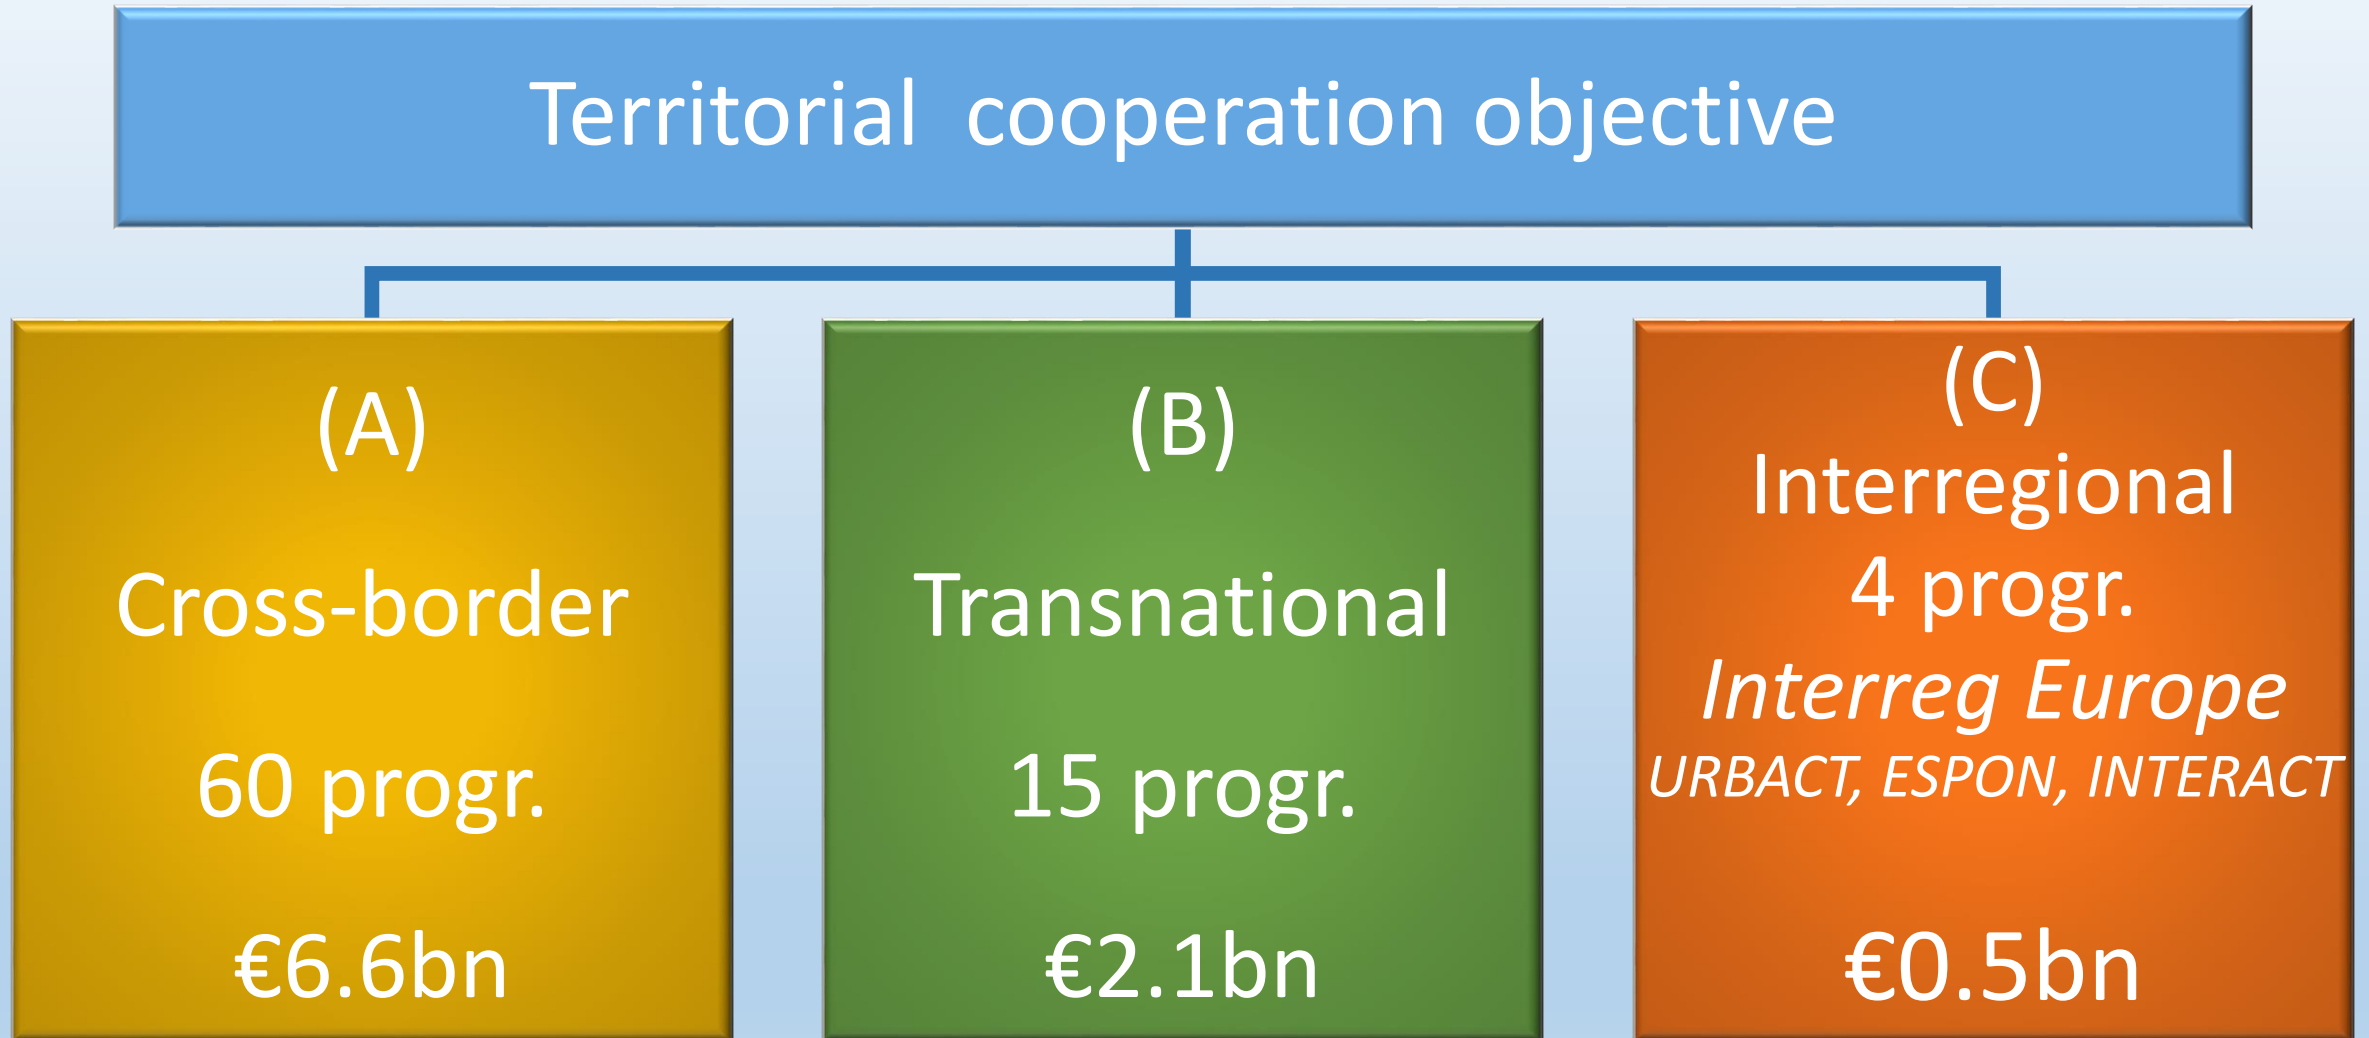 Territorial cooperation objective
(A)
Cross-border
60 progr.
€6.6bn
(B)
Transnational
15 progr.
€2.1bn
(C)
Interregional
4 progr.
Interreg Europe
URBACT, ESPON, INTERACT
€0.5bn